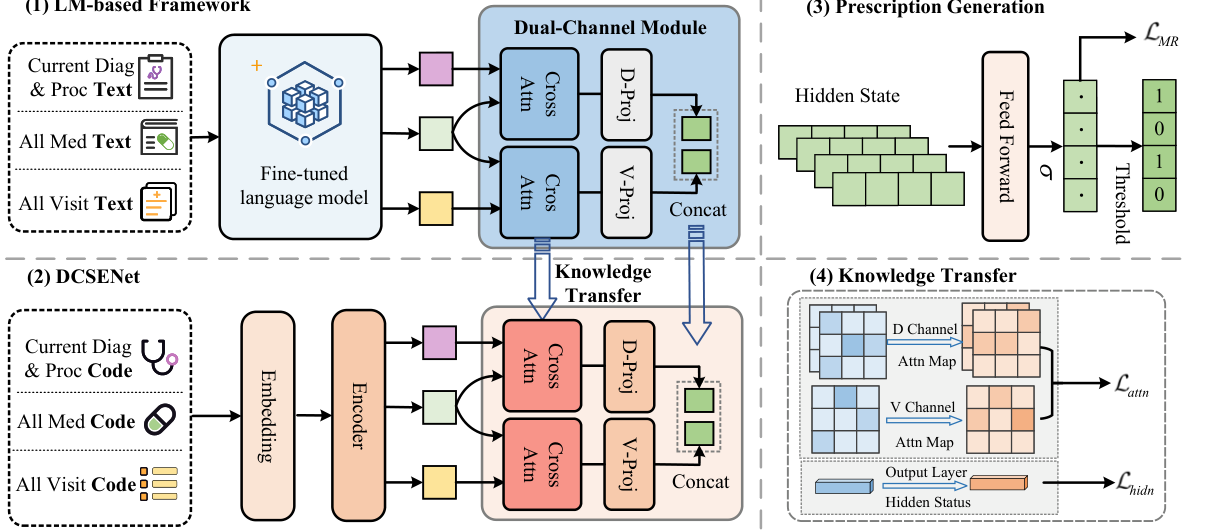 (1) LM-based Framework
Current Diag
& Proc Text
All Med Text
All Visit Text
Fine-tuned
language model
Dual-Channel Module
Cross
Attn
D-Proj
Cros
Attn
V-Proj
Concat
Knowledge
Transfer
(2) DCSENet
Current Diag
& Proc Code
All Med Code
All Visit Code
Embedding
Encoder
Cross
Attn
D-Proj
Cross
Attn
V-Proj
Concat
(3) Prescription Generation
Hidden State
Feed Forward
σ
Threshold
ℒMR
1
0
1
0
(4) Knowledge Transfer
D Channel
Attn Map
V Channel
Attn Map
ℒattn
Output Layer
Hidden Status
ℒhidn